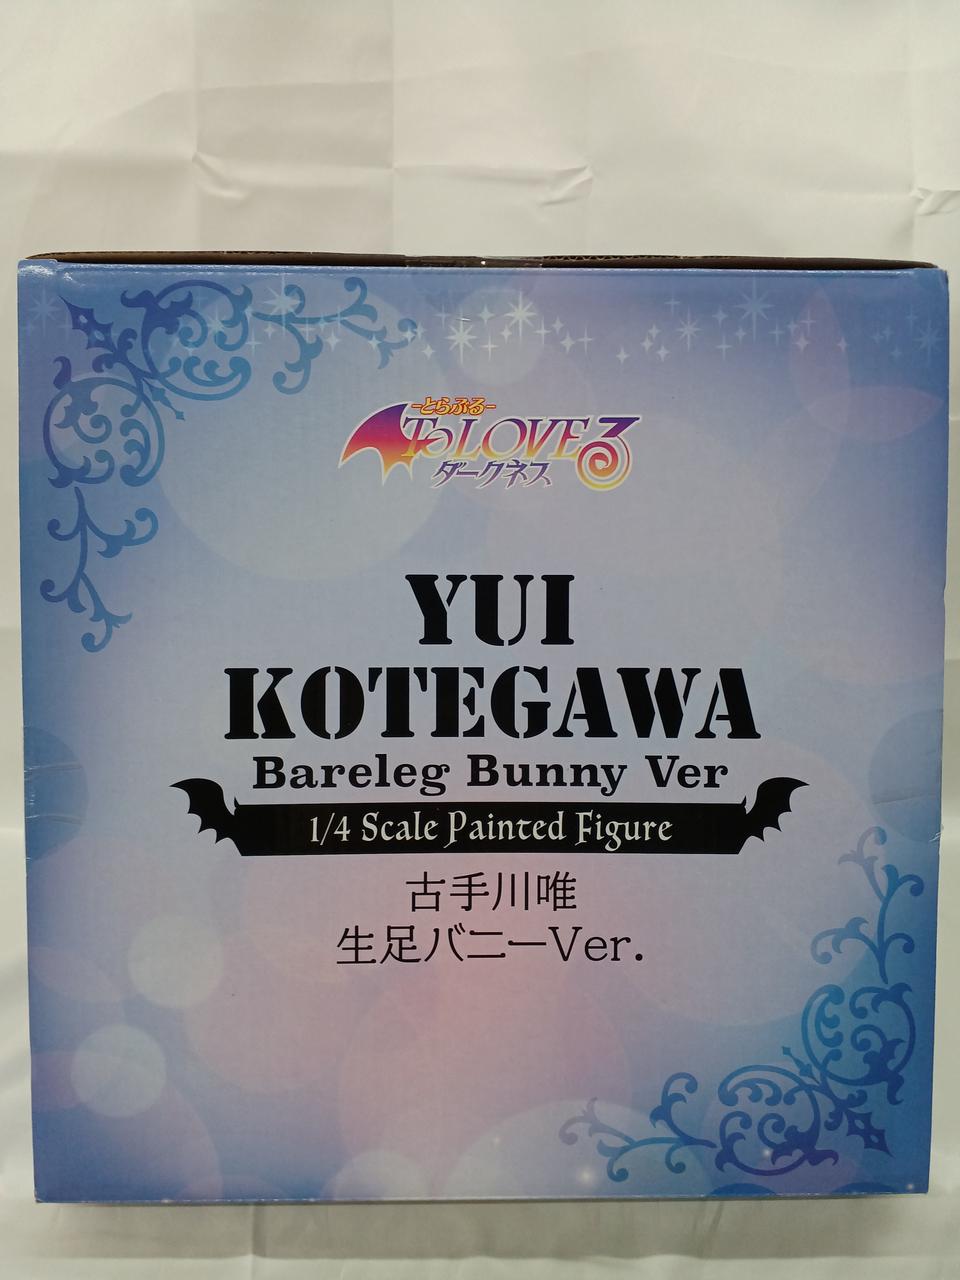 -とらぶる-
To LOVEる
ダークネス
YUI
KOTEGAWA
Bareleg Bunny Ver
1/4 Scale Painted Figure
古手川唯
生足バニーVer.